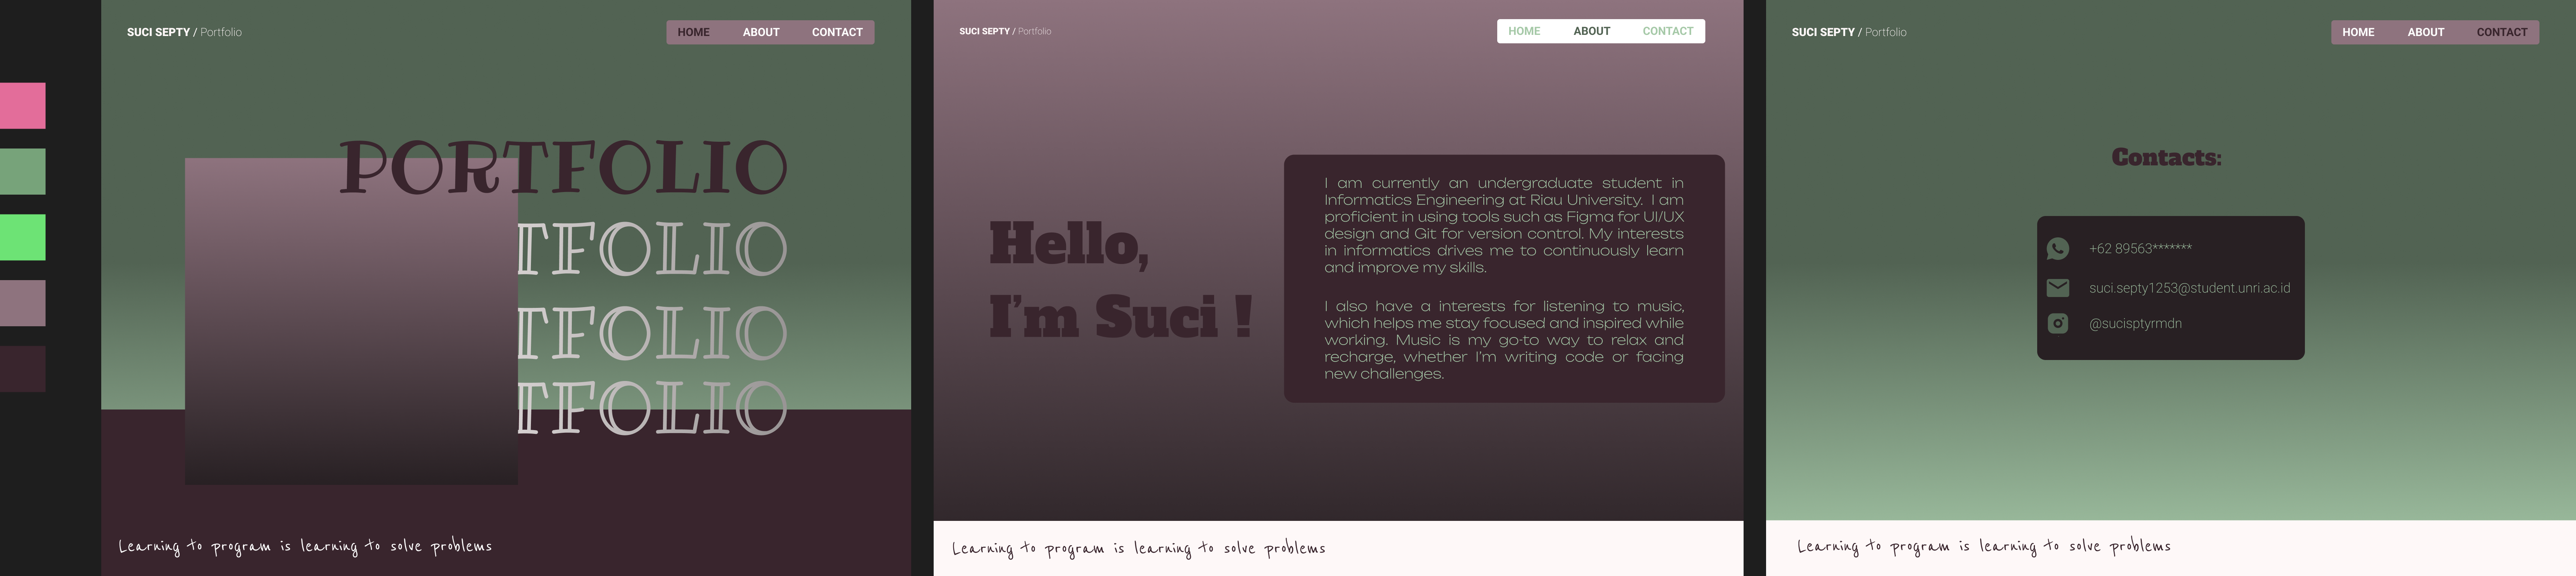 SUCI SEPTY / Portfolio
HOME ABOUT CONTACT
PORTFOLIO
TFOLIO
TFOLIO
TFOLIO
Learning to program is learning to solve problems
SUCI SEPTY / Portfolio
HOME ABOUT CONTACT
Hello,
I'm Suci !
I am currently an undergraduate student in
Informatics Engineering at Riau University. I am
proficient in using tools such as Figma for UI/UX
design and Git for version control. My interests
in informatics drives me to continuously learn
and improve my skills.
I also have a interests for listening to music,
which helps me stay focused and inspired while
working. Music is my go-to way to relax and
recharge, whether I'm writing code or facing
new challenges.
Learning to program is learning to solve problems
SUCI SEPTY / Portfolio
HOME ABOUT CONTACT
Contacts:
+62 89563*******
suci.septy1253@student.unri.ac.id
@sucisptyrmdn
Learning to program is learning to solve problems